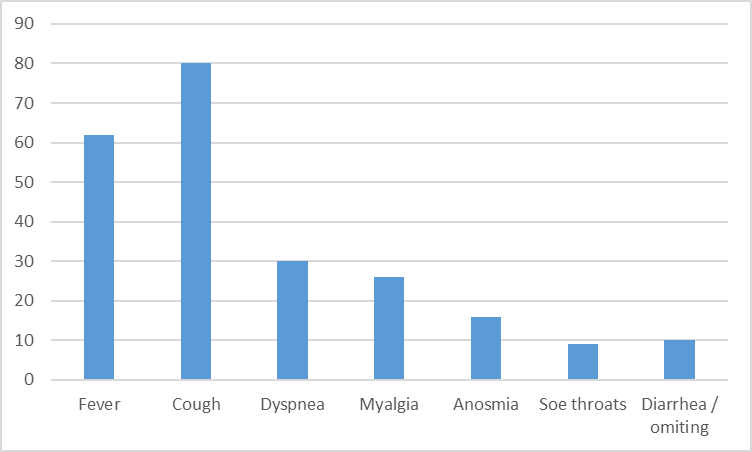 90
80
70
60
50
40
30
20
10
0
Fever
Cough
Dyspnea
Myalgia
Anosmia
Soe throats
Diarrhea /
omiting